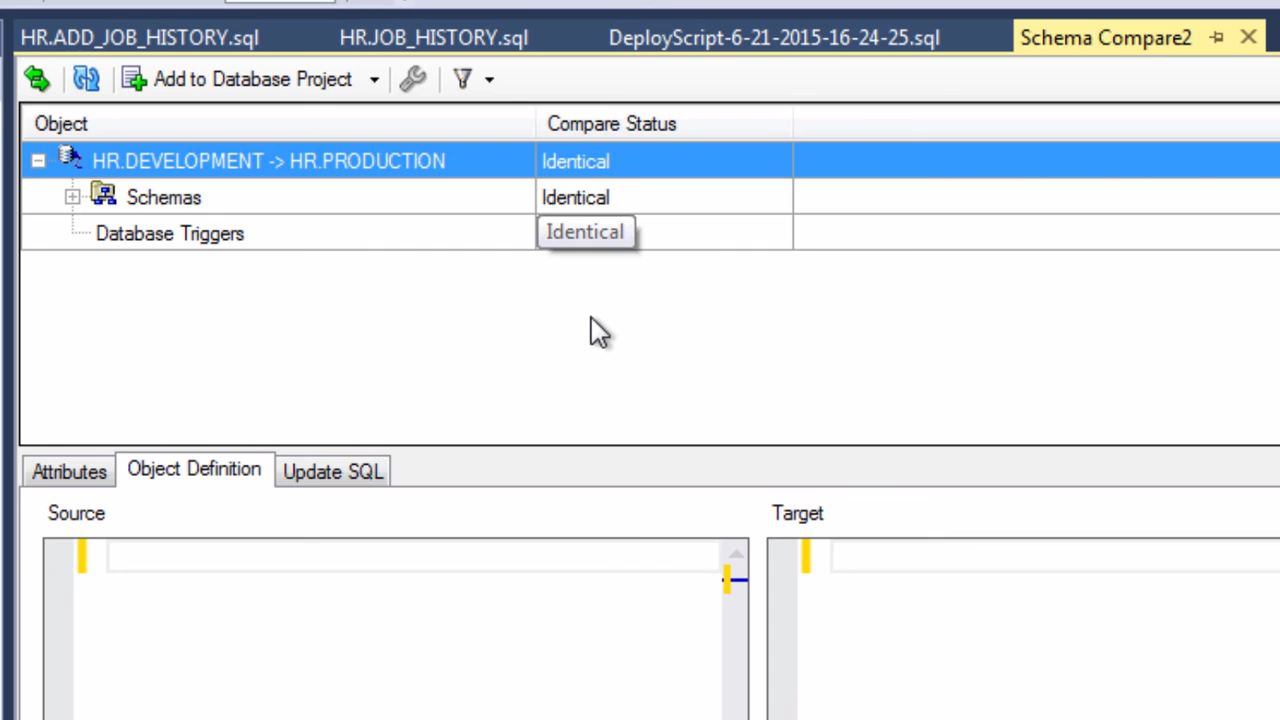 HR.ADD_JOB_HISTORY.sql HR.JOB_HISTORY.sql DeployScript-6-21-2015-16-24-25.sql Schema Compare2
Add to Database Project
Object Compare Status
HR.DEVELOPMENT -> HR.PRODUCTION Identical
Schemas Identical
Database Triggers Identical
Attributes Object Definition Update SQL
Source Target